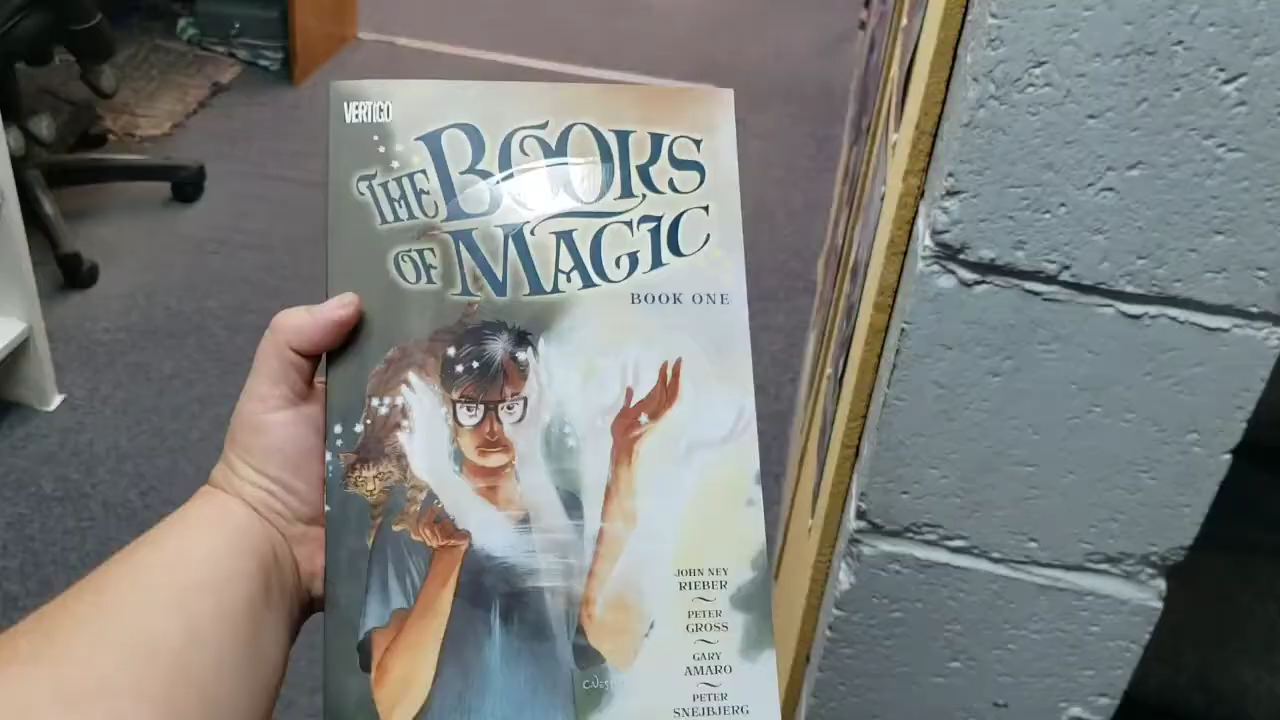 VERTIGO
THE BOOKS
OF MAGIC
BOOK ONE
JOHN NEY
RIEBER
PETER
GROSS
GARY
AMARO
PETER
SNEJBJERG